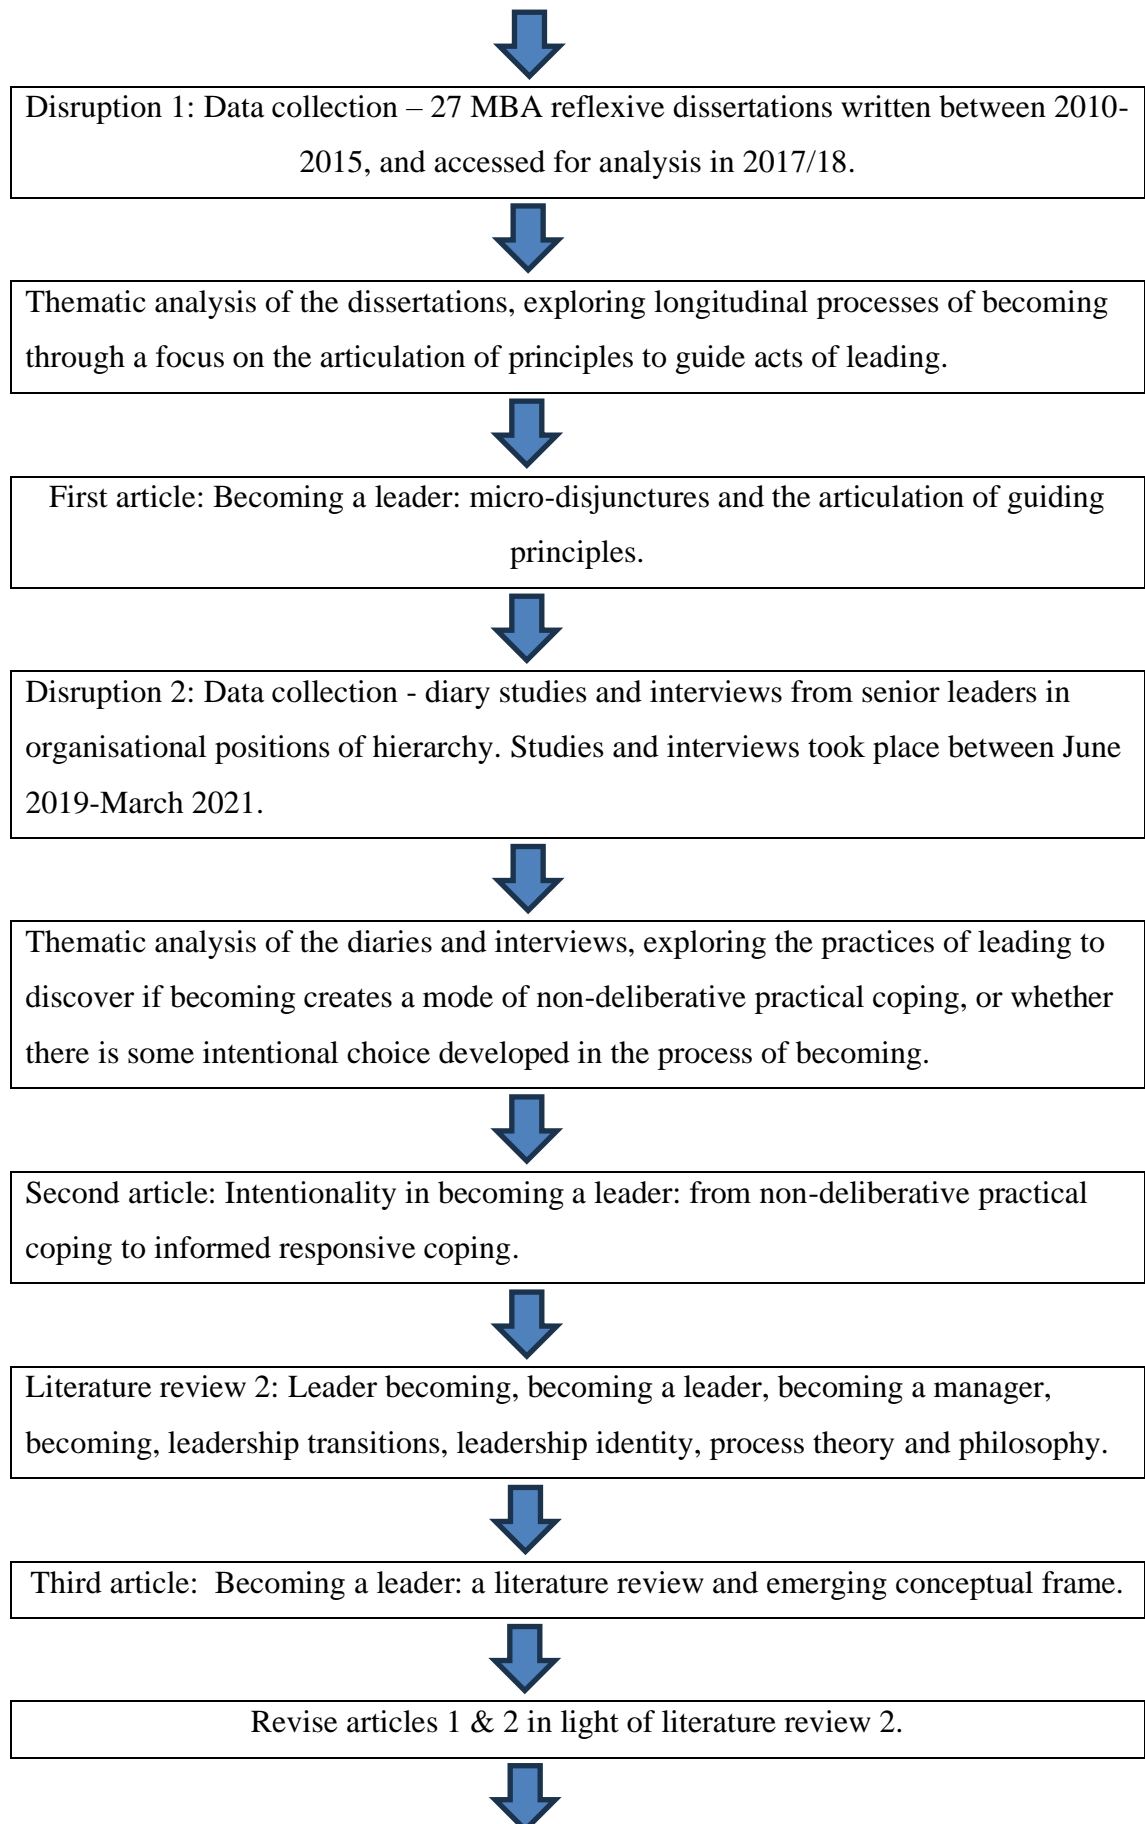 Disruption 1: Data collection – 27 MBA reflexive dissertations written between 2010-
2015, and accessed for analysis in 2017/18.
Thematic analysis of the dissertations, exploring longitudinal processes of becoming
through a focus on the articulation of principles to guide acts of leading.
First article: Becoming a leader: micro-disjunctures and the articulation of guiding
principles.
Disruption 2: Data collection - diary studies and interviews from senior leaders in
organisational positions of hierarchy. Studies and interviews took place between June
2019-March 2021.
Thematic analysis of the diaries and interviews, exploring the practices of leading to
discover if becoming creates a mode of non-deliberative practical coping, or whether
there is some intentional choice developed in the process of becoming.
Second article: Intentionality in becoming a leader: from non-deliberative practical
coping to informed responsive coping.
Literature review 2: Leader becoming, becoming a leader, becoming a manager,
becoming, leadership transitions, leadership identity, process theory and philosophy.
Third article:  Becoming a leader: a literature review and emerging conceptual frame.
Revise articles 1 & 2 in light of literature review 2.